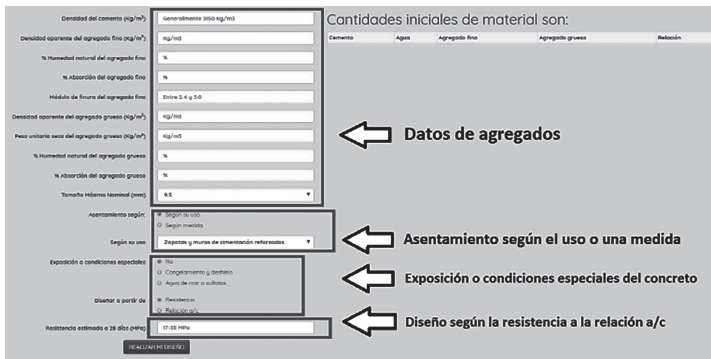 Densidad del cemento (Kg/m³)
Generalmente 3150 Kg/m3
Densidad aparente del agregado fino (Kg/m³)
Kg/m3
% Humedad natural del agregado fino
%
% Absorción del agregado fino
%
Módulo de finura del agregado fino
Entre 2.4 y 3.0
Densidad aparente del agregado grueso (Kg/m³)
Kg/m3
Peso unitario seco del agregado grueso (Kg/m³)
Kg/m3
% Humedad natural del agregado grueso
%
% Absorción del agregado grueso
%
Tamaño Máximo Nominal (mm)
9.5
Asentamiento según:
Según su uso
Según medida
Según su uso
Zapatas y muros de cimentación reforzados
Exposición a condiciones especiales
No
Congelamiento y deshielo
Agua de mar o sulfatos
Diseñar a partir de
Resistencia
Relación a/c
Resistencia estimada a 28 días (MPa)
17-35 MPa
REALIZAR MI DISEÑO
Cantidades iniciales de material son:
Cemento Agua Agregado fino Agregado grueso Relación
Datos de agregados
Asentamiento según el uso o una medida
Exposición o condiciones especiales del concreto
Diseño según la resistencia a la relación a/c